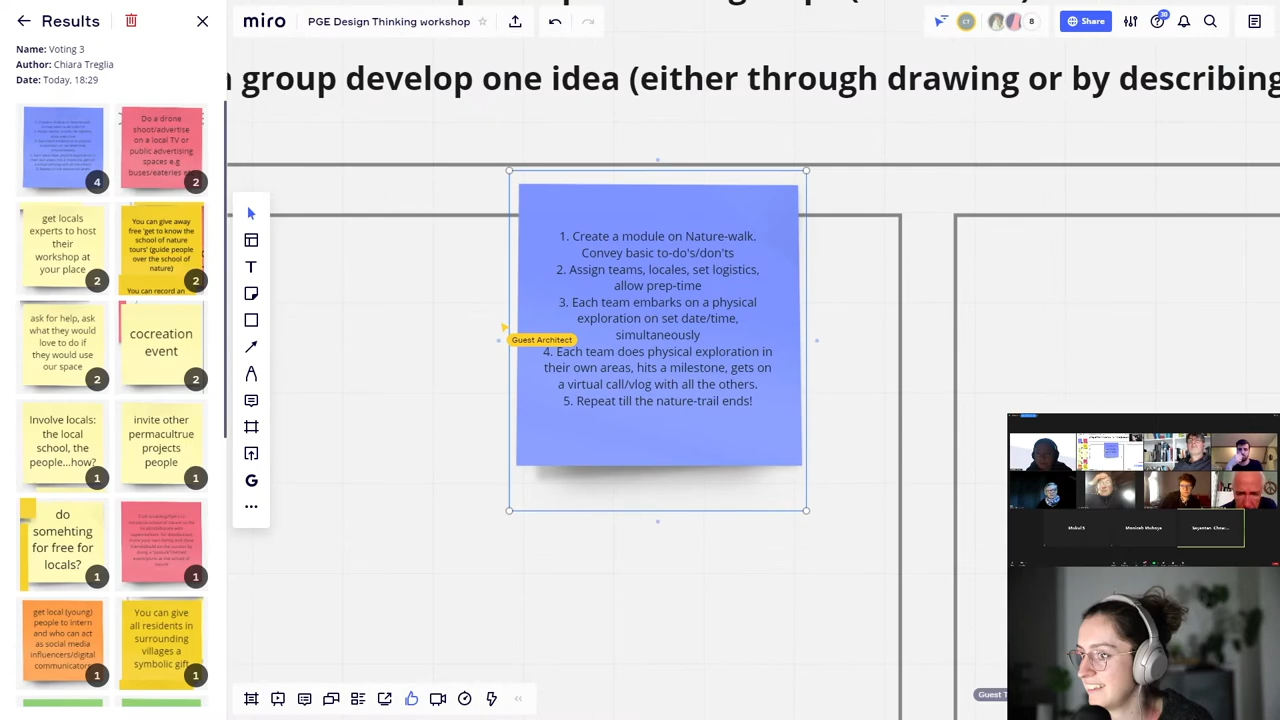 Results
Name: Voting 3
Author: Chiara Treglia
Date: Today, 18:29
miro
PGE Design Thinking workshop
CT
8
Share
30
group develop one idea (either through drawing or by describing
4
Do a drone
shoot/advertise
on a local TV or
public advertising
spaces e.g
buses/eateries
2
get locals
experts to host
their
workshop at
your place
2
You can give away
free 'get to know the
school of nature
tours' (guide people
over the school of
nature)
You can record an
2
ask for help, ask
what they would
love to do if
they would use
our space
2
cocreation
event
2
Involve locals:
the local
school, the
people...how?
1
invite other
permacultrue
projects
people
1
do
somehting
for free for
locals?
1
1
get local (young)
people to intern
and who can act
as social media
influencers/digital
communicators
1
You can give
all residents in
surrounding
villages a
symbolic gift
1
1. Create a module on Nature-walk.
Convey basic to-do's/don'ts
2. Assign teams, locales, set logistics,
allow prep-time
3. Each team embarks on a physical
exploration on set date/time,
simultaneously
4. Each team does physical exploration in
their own areas, hits a milestone, gets on
a virtual call/vlog with all the others.
5. Repeat till the nature-trail ends!
Guest Architect
Mukul S
Guest T